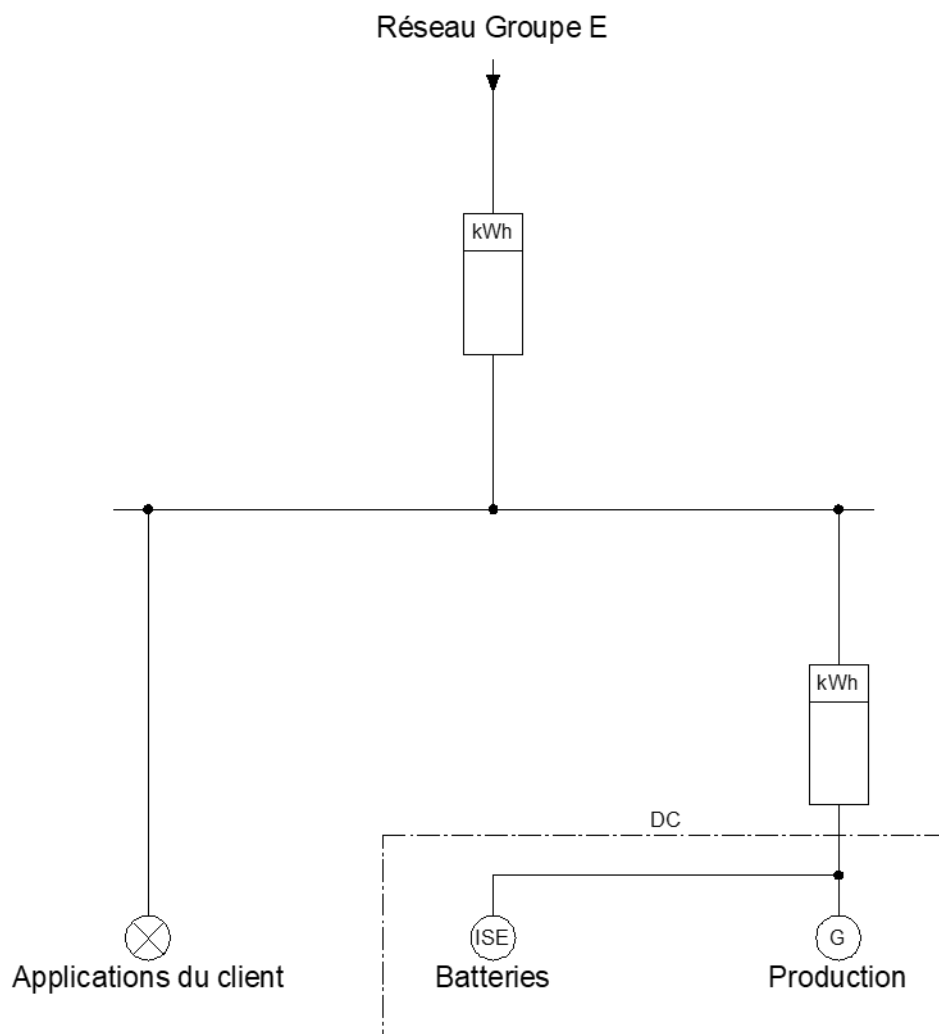 Réseau Groupe E
kWh
kWh
DC
ISE
G
Applications du client
Batteries
Production